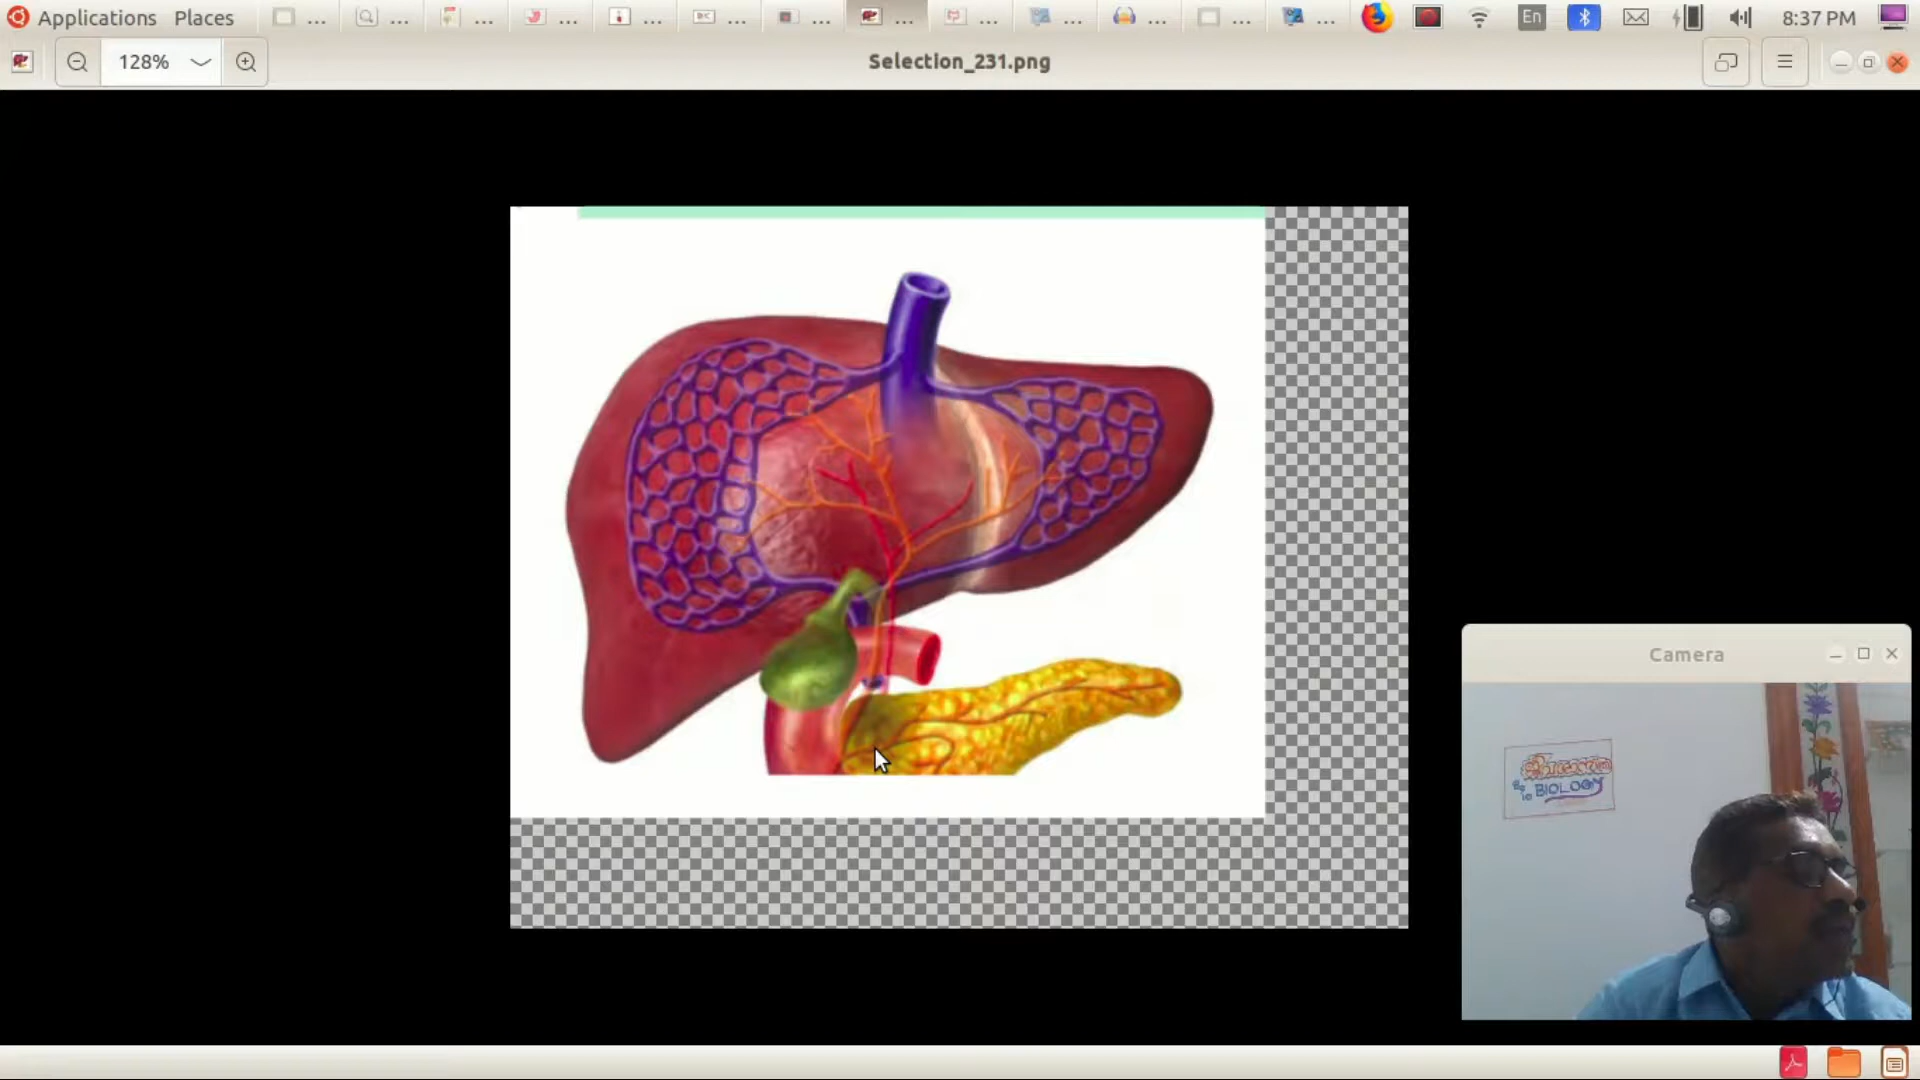 Applications Places
En
8:37 PM
128%
Selection_231.png
Camera
BIOLOGY